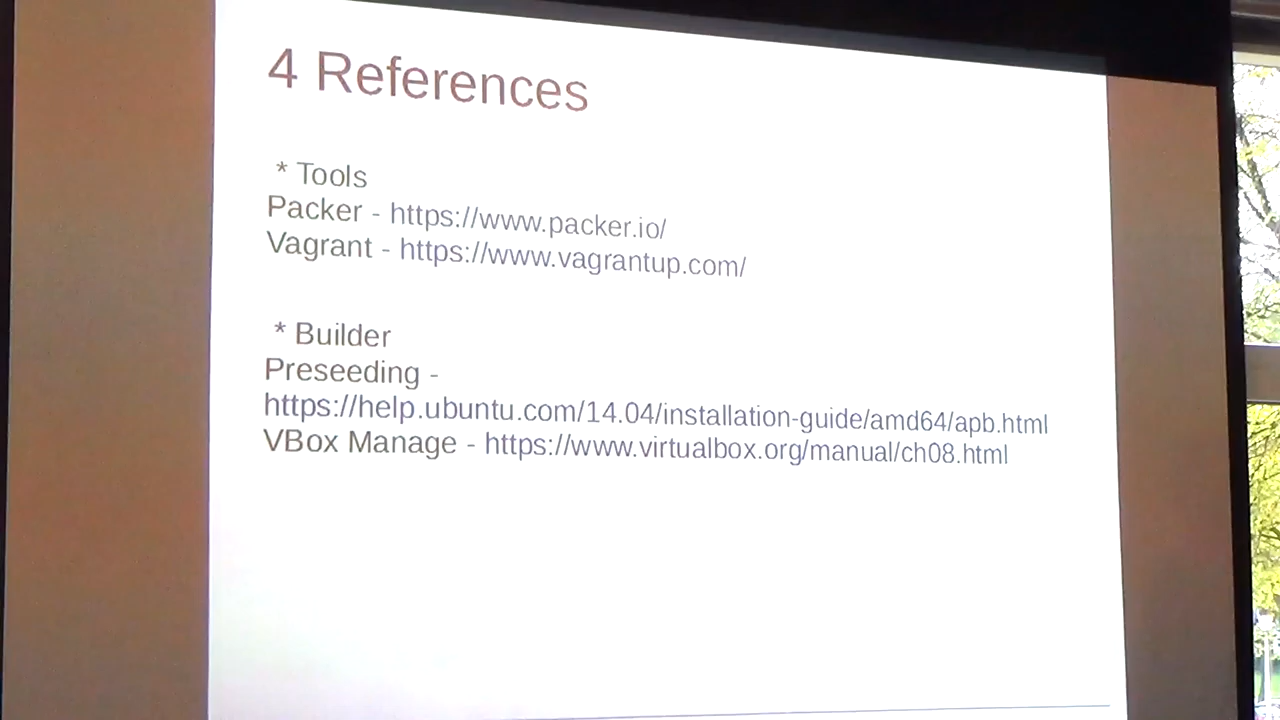 4 References
* Tools
Packer - https://www.packer.io/
Vagrant - https://www.vagrantup.com/
* Builder
Preseeding -
https://help.ubuntu.com/14.04/installation-guide/amd64/apb.html
VBox Manage - https://www.virtualbox.org/manual/ch08.html